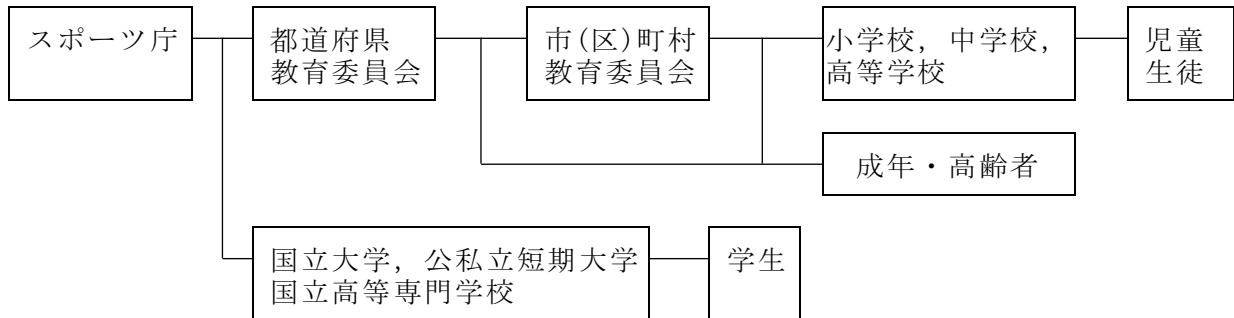 スポーツ庁
都道府県
教育委員会
市(区)町村
教育委員会
小学校，中学校，
高等学校
児童
生徒
成年・高齢者
国立大学，公私立短期大学
国立高等専門学校
学生